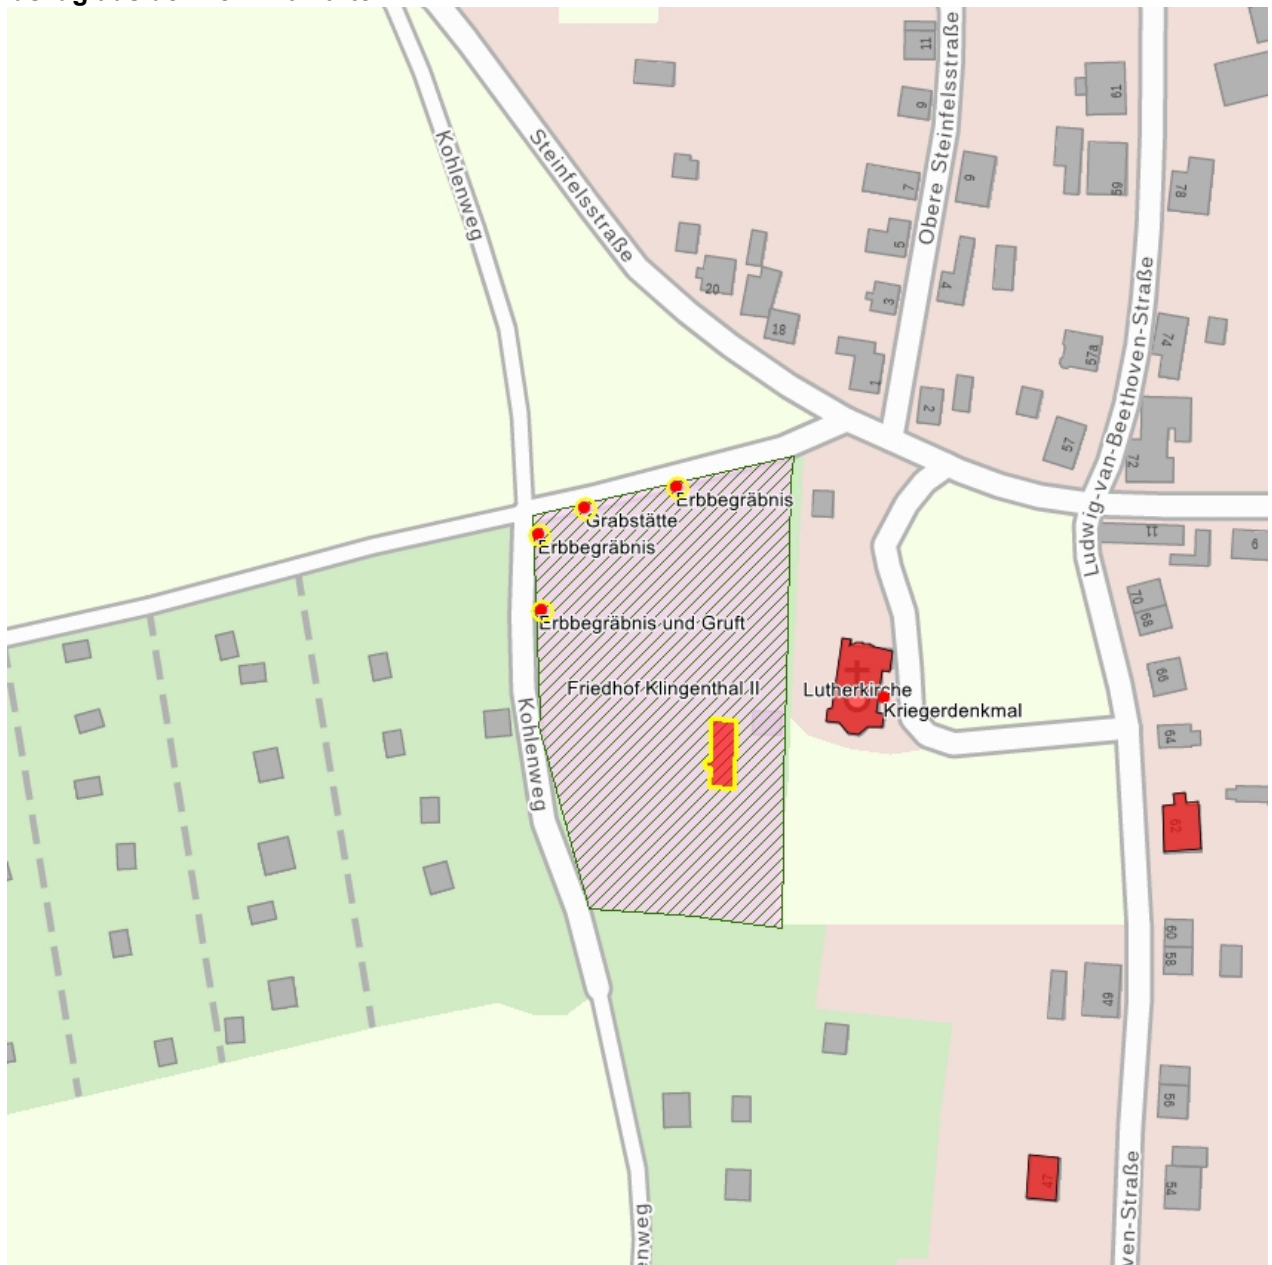 11
Obere Steinfelsstraße
61
9
Kohlenweg
Steinfelsstraße
7
6
59
78
5
20
4
3
18
57a
74
1
2
57
72
Ludwig-van-Beethoven-Straße
Erbbegräbnis
Grabstätte
Erbbegräbnis
11
9
70
68
Erbbegräbnis und Gruft
66
Friedhof Klingenthal II
Lutherkirche
Kriegerdenkmal
64
Kohlenweg
62
60
58
49
56
47
54
ven-Straße
enweg